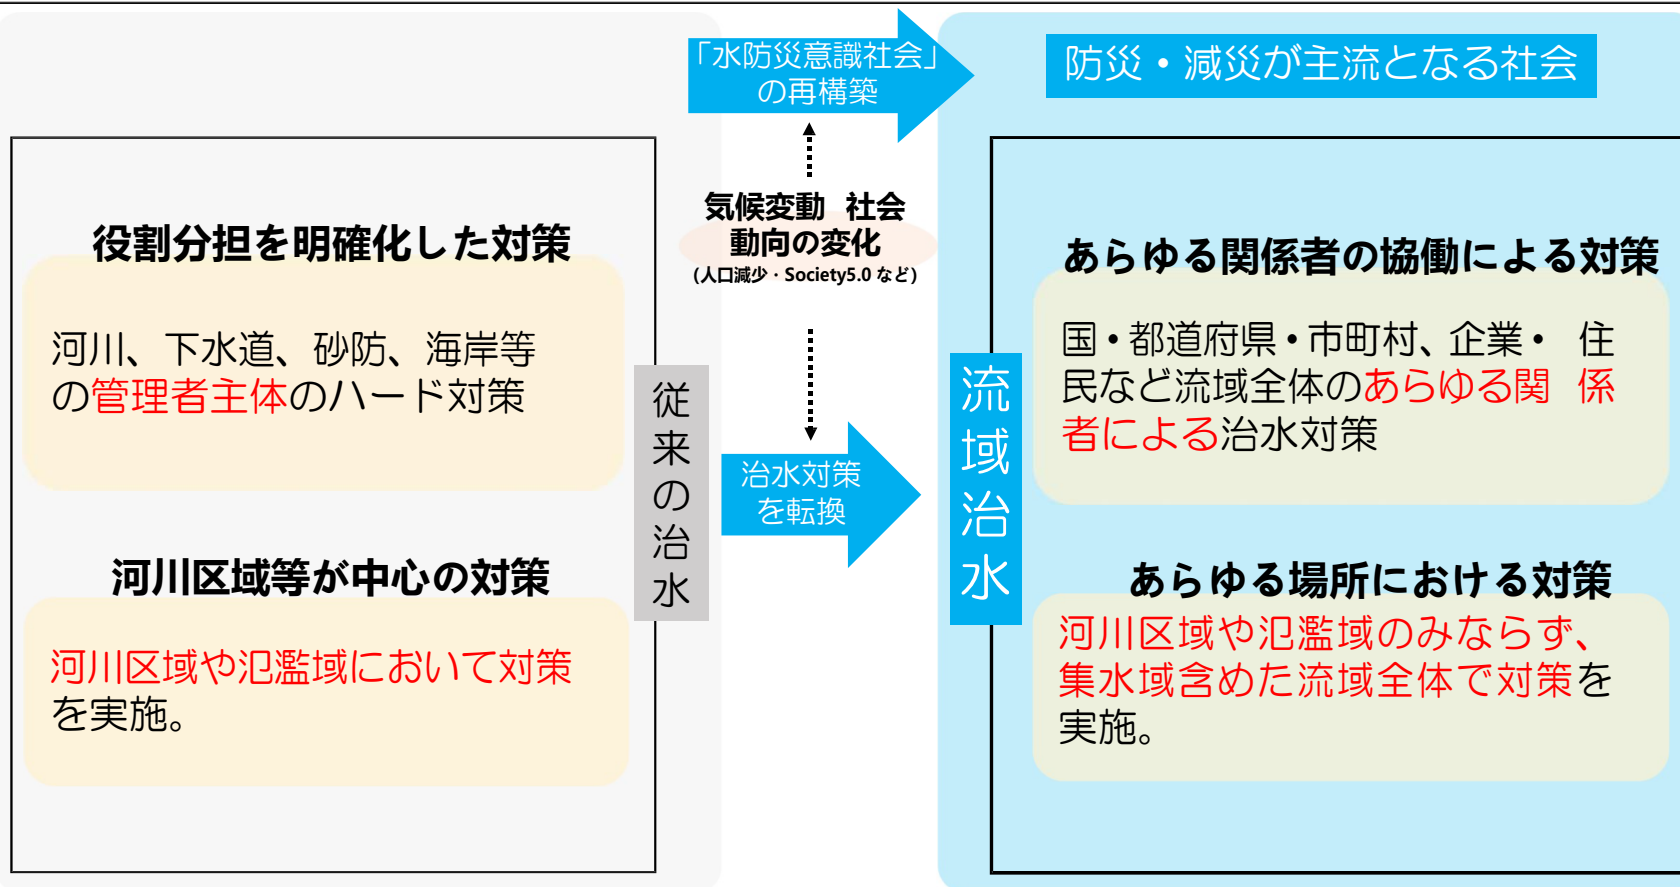 「水防災意識社会」
の再構築
防災・減災が主流となる社会
役割分担を明確化した対策
河川、下水道、砂防、海岸等
の管理者主体のハード対策
河川区域等が中心の対策
河川区域や氾濫域において対策
を実施。
従来の治水
気候変動 社会
動向の変化
(人口減少・Society5.0 など)
治水対策
を転換
流域治水
あらゆる関係者の協働による対策
国・都道府県・市町村、企業・ 住
民など流域全体のあらゆる関 係
者による治水対策
あらゆる場所における対策
河川区域や氾濫域のみならず、
集水域含めた流域全体で対策を
実施。